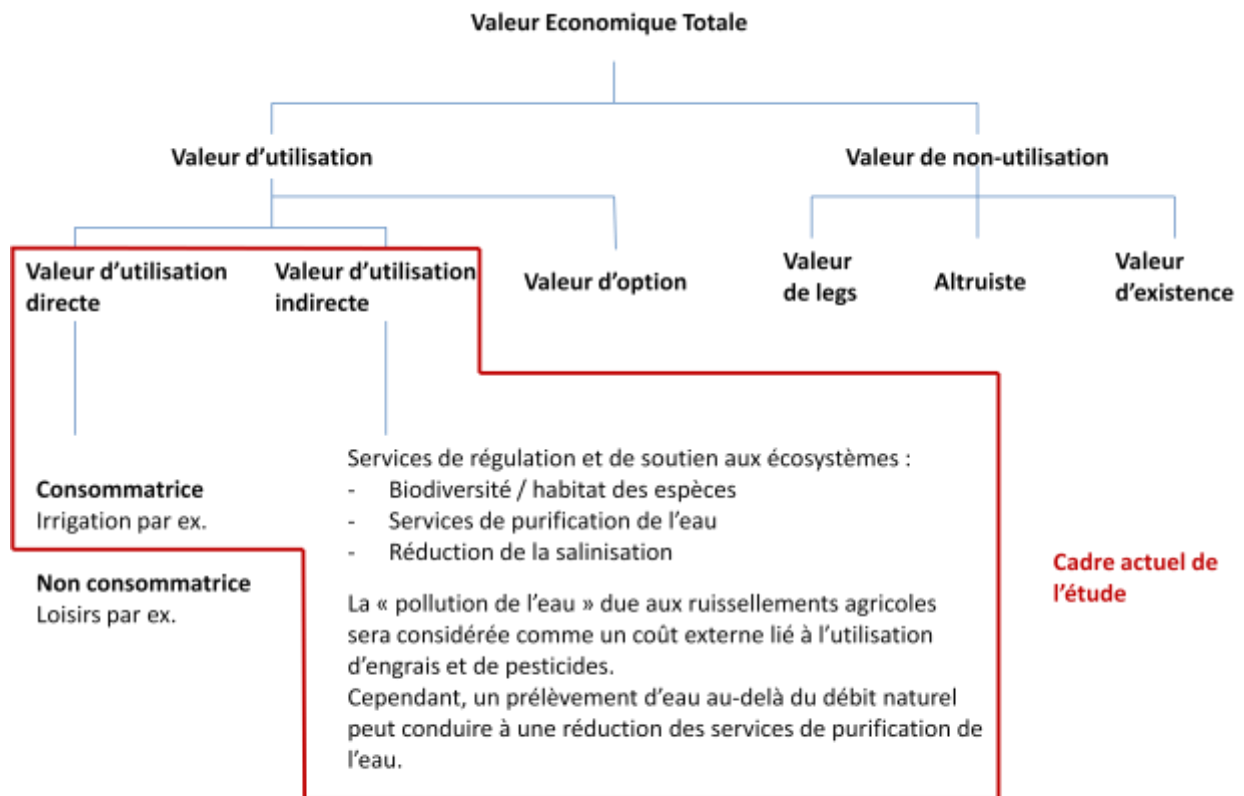 Valeur Economique Totale
Valeur d’utilisation
Valeur de non-utilisation
Valeur d’utilisation
directe
Valeur d’utilisation
indirecte
Valeur d’option
Valeur
de legs
Altruiste
Valeur
d’existence
Consommatrice
Irrigation par ex.
Non consommatrice
Loisirs par ex.
Services de régulation et de soutien aux écosystèmes :
- Biodiversité / habitat des espèces
- Services de purification de l’eau
- Réduction de la salinisation
La « pollution de l’eau » due aux ruissellements agricoles
sera considérée comme un coût externe lié à l’utilisation
d’engrais et de pesticides.
Cependant, un prélèvement d’eau au-delà du débit naturel
peut conduire à une réduction des services de purification de
l’eau.
Cadre actuel de
l’étude